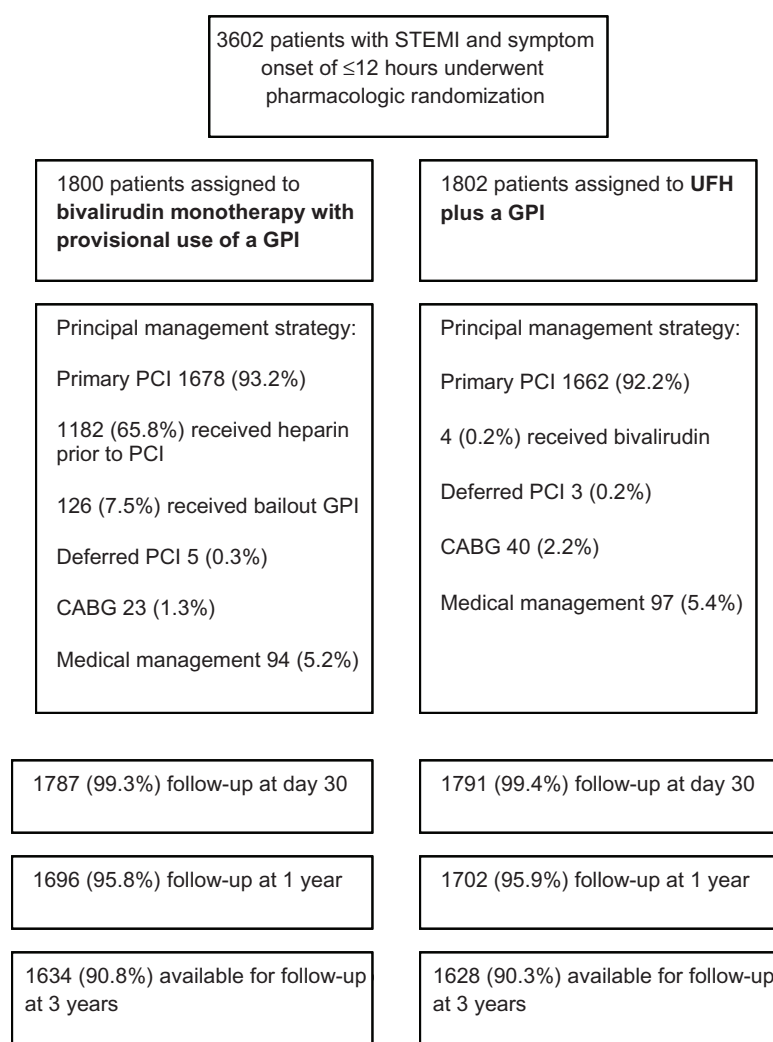 3602 patients with STEMI and symptom
onset of ≤12 hours underwent
pharmacologic randomization
1800 patients assigned to
bivalirudin monotherapy with
provisional use of a GPI
1802 patients assigned to UFH
plus a GPI
Principal management strategy:
Primary PCI 1678 (93.2%)
1182 (65.8%) received heparin
prior to PCI
126 (7.5%) received bailout GPI
Deferred PCI 5 (0.3%)
CABG 23 (1.3%)
Medical management 94 (5.2%)
Principal management strategy:
Primary PCI 1662 (92.2%)
4 (0.2%) received bivalirudin
Deferred PCI 3 (0.2%)
CABG 40 (2.2%)
Medical management 97 (5.4%)
1787 (99.3%) follow-up at day 30
1791 (99.4%) follow-up at day 30
1696 (95.8%) follow-up at 1 year
1702 (95.9%) follow-up at 1 year
1634 (90.8%) available for follow-up
at 3 years
1628 (90.3%) available for follow-up
at 3 years